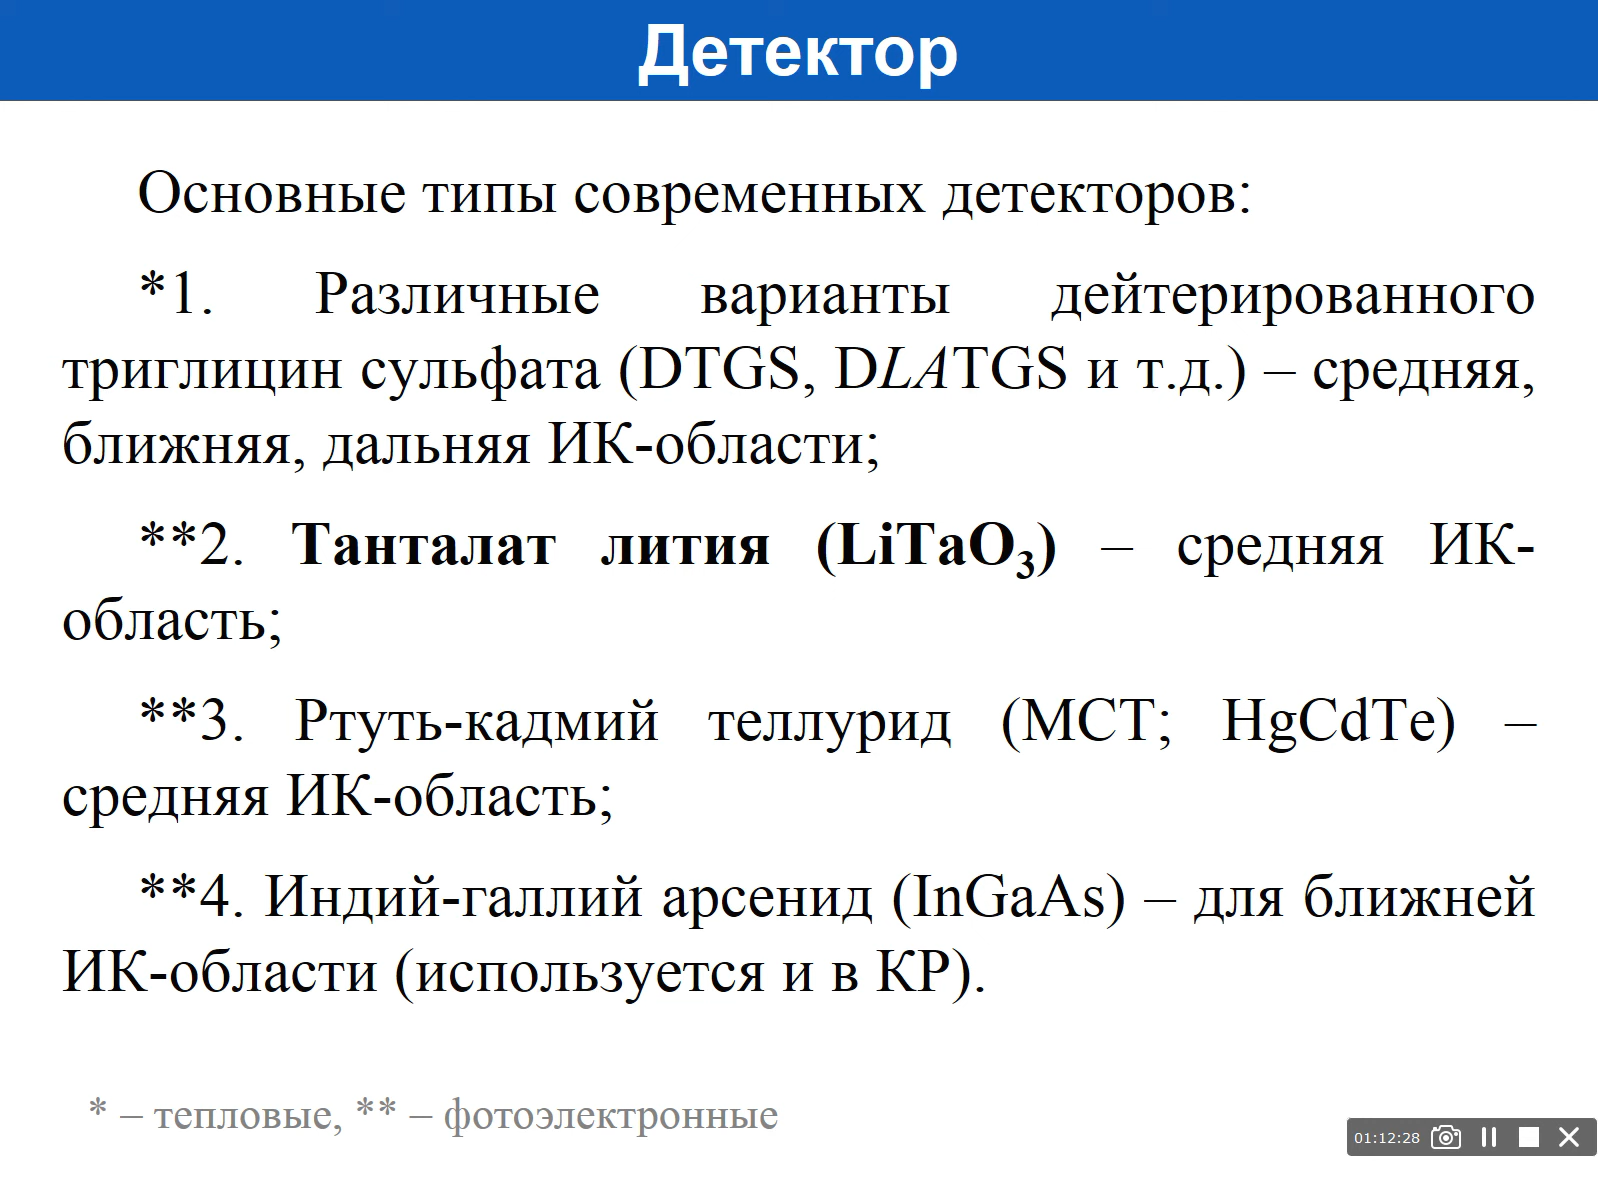 Детектор
Основные типы современных детекторов:
*1. Различные варианты дейтерированного
триглицин сульфата (DTGS, DLATGS и т.д.) – средняя,
ближняя, дальняя ИК-области;
**2. Танталат лития (LiTaO₃) – средняя ИК-
область;
**3. Ртуть-кадмий теллурид (MCT; HgCdTe) –
средняя ИК-область;
**4. Индий-галлий арсенид (InGaAs) – для ближней
ИК-области (используется и в КР).
* – тепловые, ** – фотоэлектронные
01:12:28